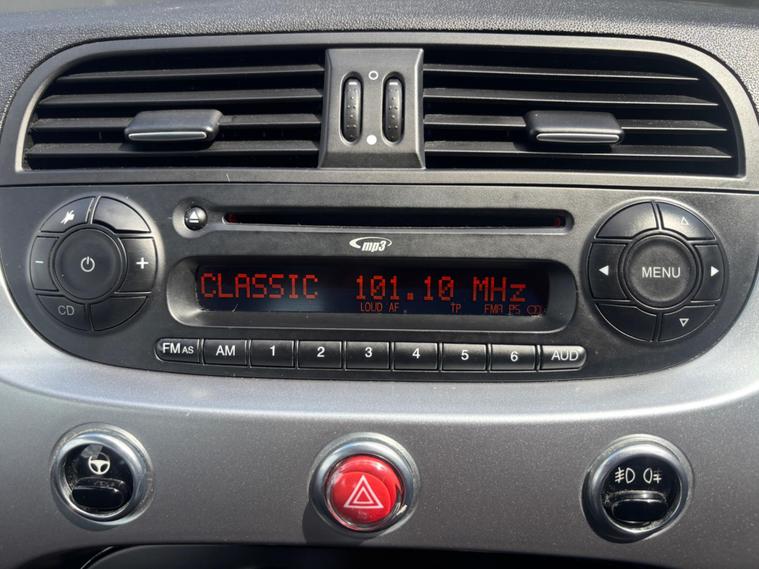 mp3
CD
MENU
CLASSIC 101.10 MHz
LOUD AF TP FMA PS
FM AS AM 1 2 3 4 5 6 AUD